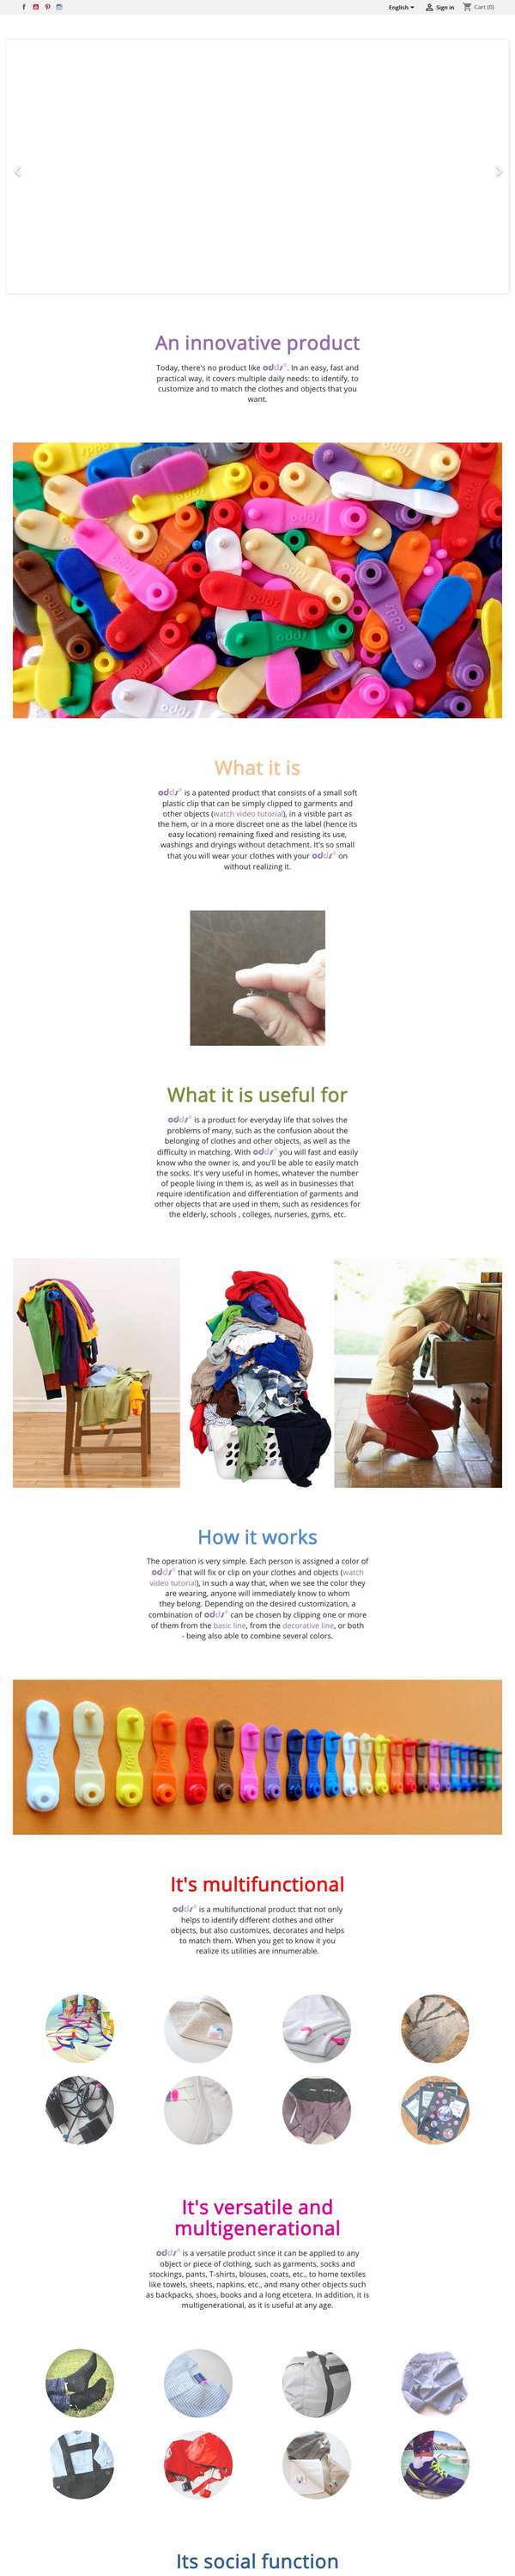 English
Sign in
Cart (0)
An innovative product
Today, there's no product like oddr®. In an easy, fast and
practical way, it covers multiple daily needs: to identify, to
customize and to match the clothes and objects that you
want.
What it is
oddr® is a patented product that consists of a small soft
plastic clip that can be simply clipped to garments and
other objects (watch video tutorial), in a visible part as
the hem, or in a more discreet one as the label (hence its
easy location) remaining fixed and resisting its use,
washings and dryings without detachment. It's so small
that you will wear your clothes with your oddr® on
without realizing it.
What it is useful for
oddr® is a product for everyday life that solves the
problems of many, such as the confusion about the
belonging of clothes and other objects, as well as the
difficulty in matching. With oddr® you will fast and easily
know who the owner is, and you'll be able to easily match
the socks. It's very useful in homes, whatever the number
of people living in them is, as well as in businesses that
require identification and differentiation of garments and
other objects that are used in them, such as residences for
the elderly, schools , colleges, nurseries, gyms, etc.
How it works
The operation is very simple. Each person is assigned a color of
oddr® that will fix or clip on your clothes and objects (watch
video tutorial), in such a way that, when we see the color they
are wearing, anyone will immediately know to whom
they belong. Depending on the desired customization, a
combination of oddr® can be chosen by clipping one or more
of them from the basic line, from the decorative line, or both
- being also able to combine several colors.
It's multifunctional
oddr® is a multifunctional product that not only
helps to identify different clothes and other
objects, but also customizes, decorates and helps
to match them. When you get to know it you
realize its utilities are innumerable.
It's versatile and
multigenerational
oddr® is a versatile product since it can be applied to any
object or piece of clothing, such as garments, socks and
stockings, pants, T-shirts, blouses, coats, etc., to home textiles
like towels, sheets, napkins, etc., and many other objects such
as backpacks, shoes, books and a long etcetera. In addition, it is
multigenerational, as it is useful at any age.
Its social function